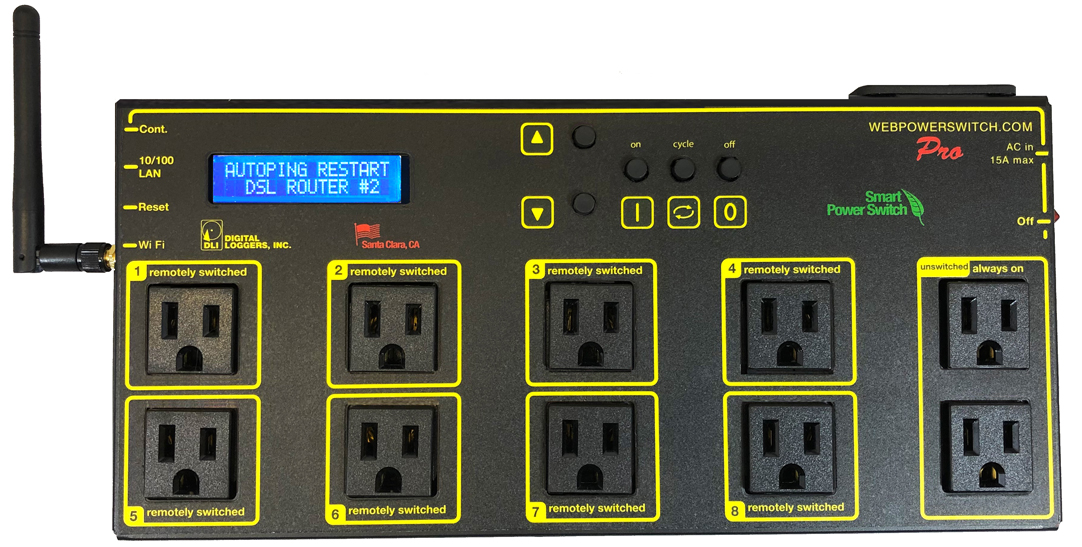 Cont.
10/100
LAN
Reset
Wi Fi
AUTOPING RESTART
DSL ROUTER #2
DLI
DIGITAL
LOGGERS, INC.
Santa Clara, CA
on cycle off
WEBPOWERSWITCH.COM
Pro
AC in
15A max
Smart
Power Switch
Off
1 remotely switched
2 remotely switched
3 remotely switched
4 remotely switched
unswitched always on
5 remotely switched
6 remotely switched
7 remotely switched
8 remotely switched